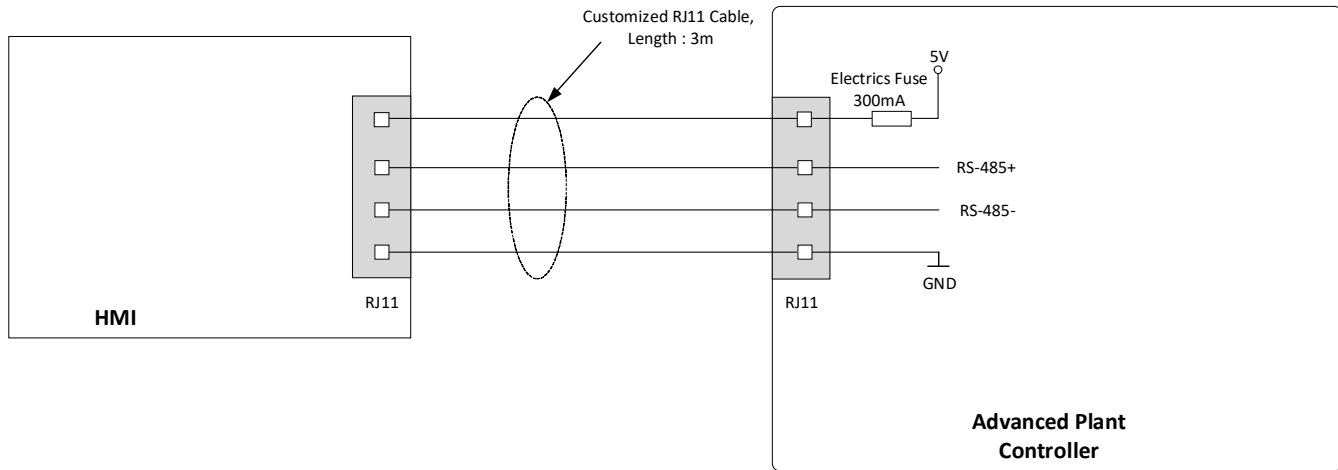 Customized RJ11 Cable,
Length : 3m
5V
Electrics Fuse
300mA
RS-485+
RS-485-
GND
RJ11
RJ11
HMI
Advanced Plant
Controller